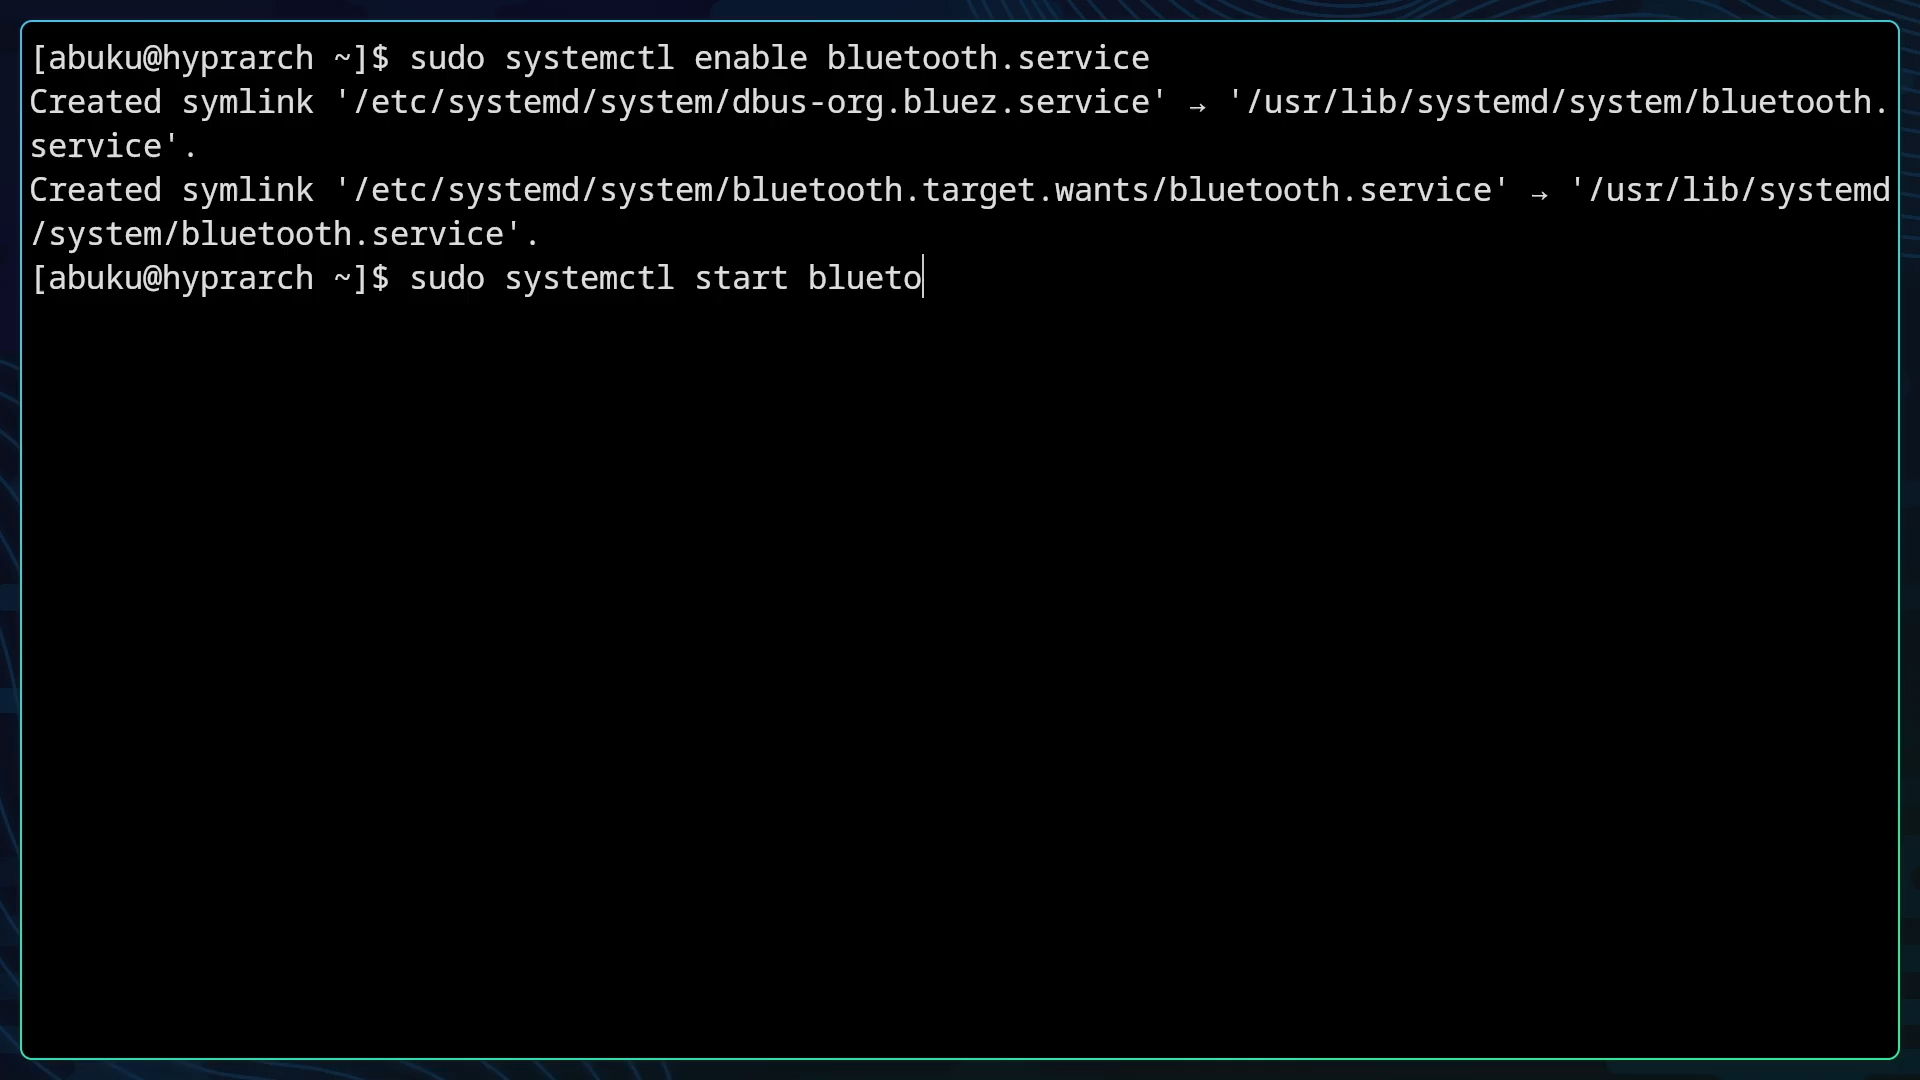 [abuku@hyprarch ~]$ sudo systemctl enable bluetooth.service
Created symlink '/etc/systemd/system/dbus-org.bluez.service' → '/usr/lib/systemd/system/bluetooth.
service'.
Created symlink '/etc/systemd/system/bluetooth.target.wants/bluetooth.service' → '/usr/lib/systemd
/system/bluetooth.service'.
[abuku@hyprarch ~]$ sudo systemctl start blueto